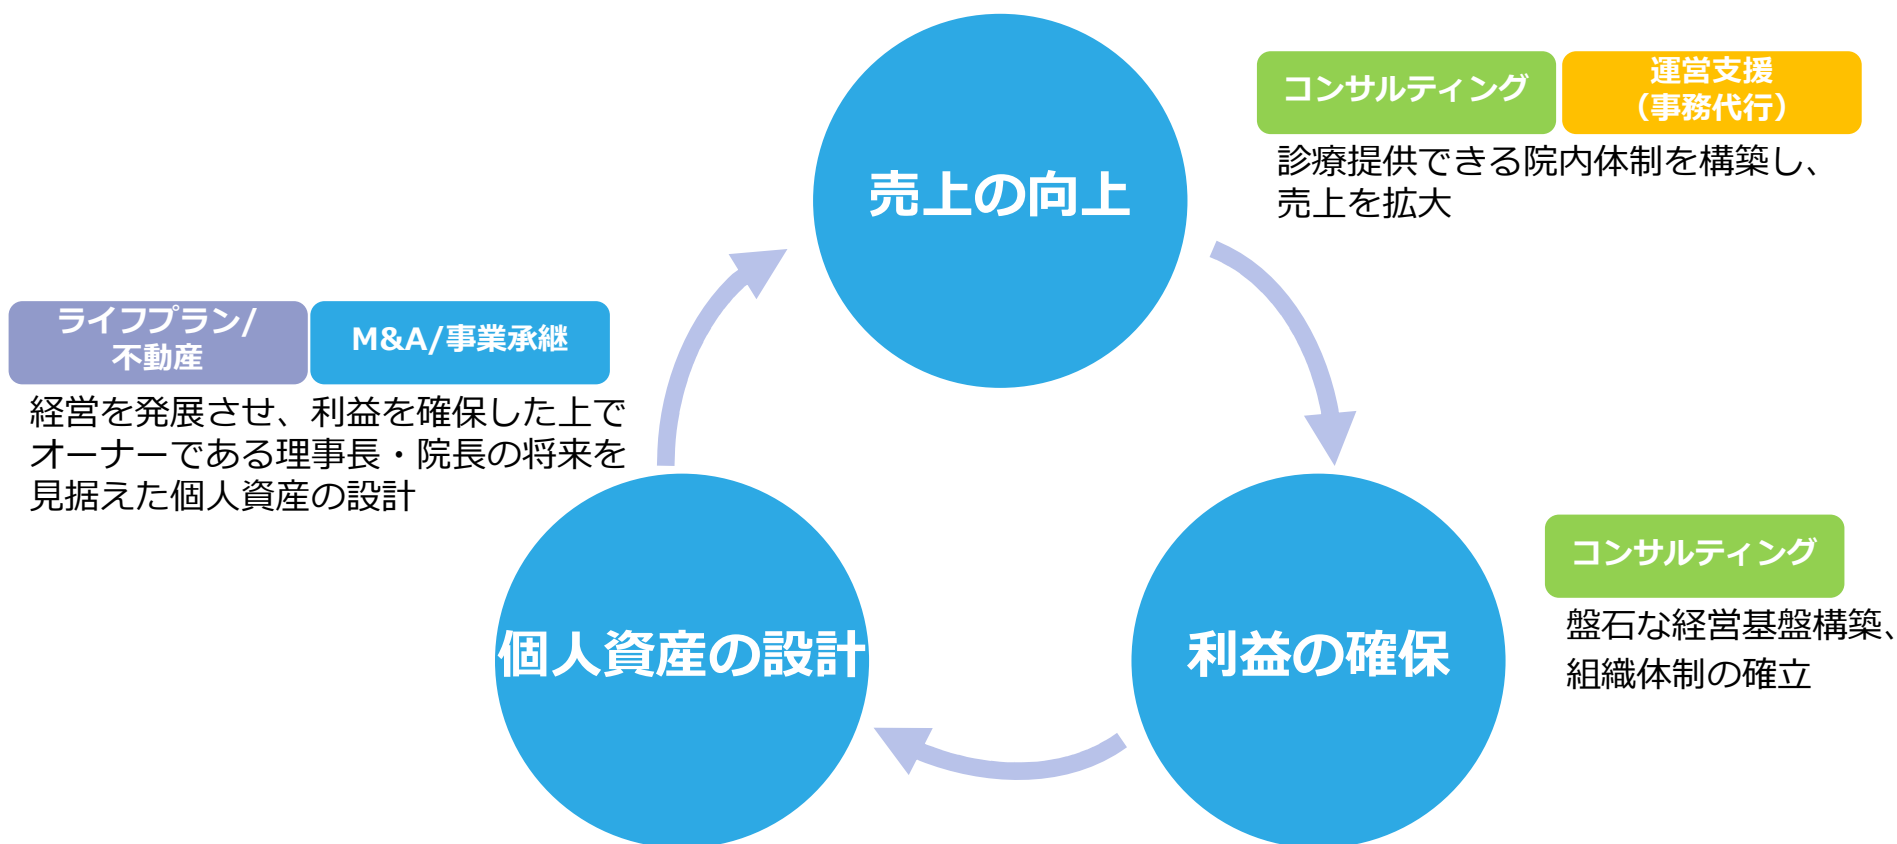 売上の向上
コンサルティング
運営支援
（事務代行）
診療提供できる院内体制を構築し、
売上を拡大
ライフプラン/
不動産
M&A/事業承継
経営を発展させ、利益を確保した上で
オーナーである理事長・院長の将来を
見据えた個人資産の設計
コンサルティング
盤石な経営基盤構築、
組織体制の確立
個人資産の設計
利益の確保